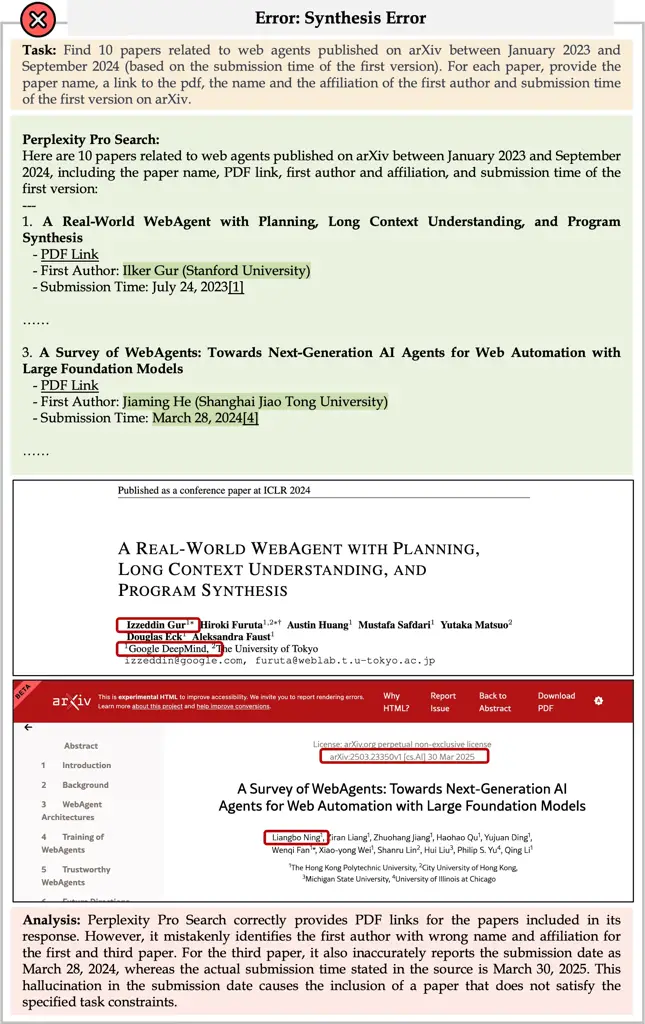 Error: Synthesis Error
Task: Find 10 papers related to web agents published on arXiv between January 2023 and
September 2024 (based on the submission time of the first version). For each paper, provide the
paper name, a link to the pdf, the name and the affiliation of the first author and submission time
of the first version on arXiv.
Perplexity Pro Search:
Here are 10 papers related to web agents published on arXiv between January 2023 and September
2024, including the paper name, PDF link, first author and affiliation, and submission time of the
first version:
---
1. A Real-World WebAgent with Planning, Long Context Understanding, and Program
Synthesis
- PDF Link
- First Author: Ilker Gur (Stanford University)
- Submission Time: July 24, 2023[1]
……
3. A Survey of WebAgents: Towards Next-Generation AI Agents for Web Automation with
Large Foundation Models
- PDF Link
- First Author: Jiaming He (Shanghai Jiao Tong University)
- Submission Time: March 28, 2024[4]
……
Published as a conference paper at ICLR 2024
A REAL-WORLD WEBAGENT WITH PLANNING,
LONG CONTEXT UNDERSTANDING, AND
PROGRAM SYNTHESIS
Izzeddin Gur1* Hiroki Furuta1,2*† Austin Huang1 Mustafa Safdari1 Yutaka Matsuo2
Douglas Eck1 Aleksandra Faust1
1Google DeepMind, 2The University of Tokyo
izzeddin@google.com, furuta@weblab.t.u-tokyo.ac.jp
BETA
arXiv
This is experimental HTML to improve accessibility. We invite you to report rendering errors.
Learn more about this project and help improve conversions.
Why HTML?
Report Issue
Back to Abstract
Download PDF
←
Abstract
1 Introduction
2 Background
3 WebAgent
Architectures
4 Training of
WebAgents
5 Trustworthy
WebAgents
6 Future Directions
License: arXiv.org perpetual non-exclusive license
arXiv:2503.23350v1 [cs.AI] 30 Mar 2025
A Survey of WebAgents: Towards Next-Generation AI
Agents for Web Automation with Large Foundation Models
Liangbo Ning1, Ziran Liang1, Zhuohang Jiang1, Haohao Qu1, Yujuan Ding1,
Wenqi Fan1*, Xiao-yong Wei1, Shanru Lin2, Hui Liu3, Philip S. Yu4, Qing Li1
1The Hong Kong Polytechnic University, 2City University of Hong Kong,
3Michigan State University, 4University of Illinois at Chicago
Analysis: Perplexity Pro Search correctly provides PDF links for the papers included in its
response. However, it mistakenly identifies the first author with wrong name and affiliation for
the first and third paper. For the third paper, it also inaccurately reports the submission date as
March 28, 2024, whereas the actual submission time stated in the source is March 30, 2025. This
hallucination in the submission date causes the inclusion of a paper that does not satisfy the
specified task constraints.